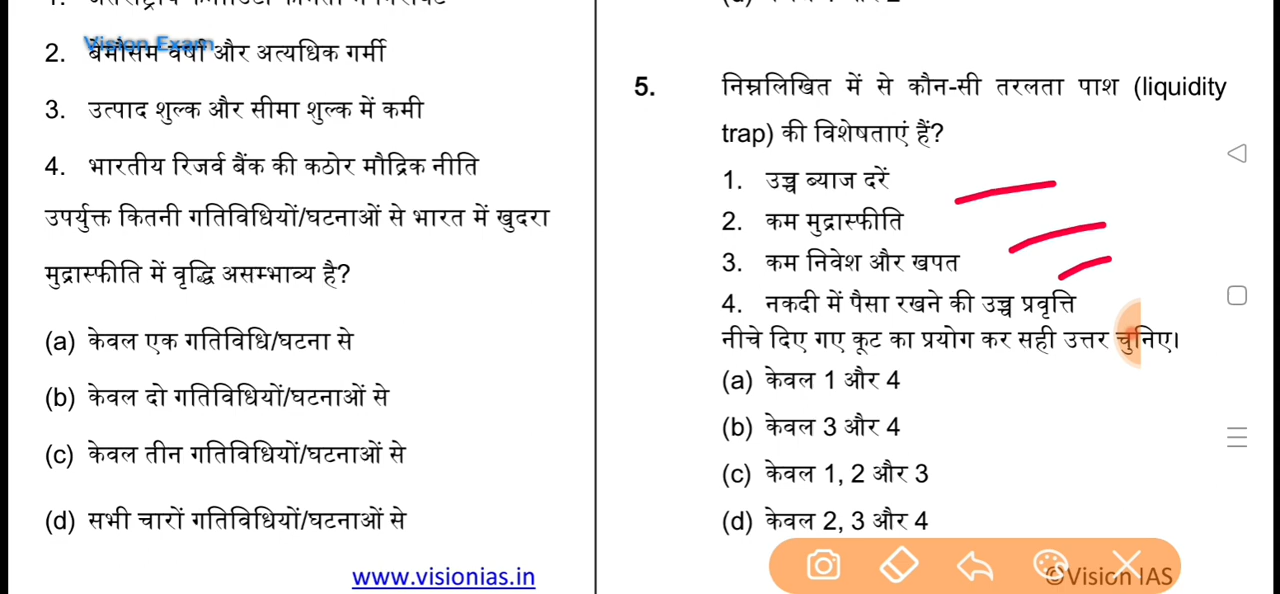 2. बेमौसम वर्षा और अत्यधिक गर्मी
Vision Exam
3. उत्पाद शुल्क और सीमा शुल्क में कमी
4. भारतीय रिजर्व बैंक की कठोर मौद्रिक नीति
उपर्युक्त कितनी गतिविधियों/घटनाओं से भारत में खुदरा
मुद्रास्फीति में वृद्धि असम्भाव्य है?
(a) केवल एक गतिविधि/घटना से
(b) केवल दो गतिविधियों/घटनाओं से
(c) केवल तीन गतिविधियों/घटनाओं से
(d) सभी चारों गतिविधियों/घटनाओं से
www.visionias.in
5. निम्नलिखित में से कौन-सी तरलता पाश (liquidity
trap) की विशेषताएं हैं?
1. उच्च ब्याज दरें
2. कम मुद्रास्फीति
3. कम निवेश और खपत
4. नकदी में पैसा रखने की उच्च प्रवृत्ति
नीचे दिए गए कूट का प्रयोग कर सही उत्तर चुनिए।
(a) केवल 1 और 4
(b) केवल 3 और 4
(c) केवल 1, 2 और 3
(d) केवल 2, 3 और 4
©Vision IAS